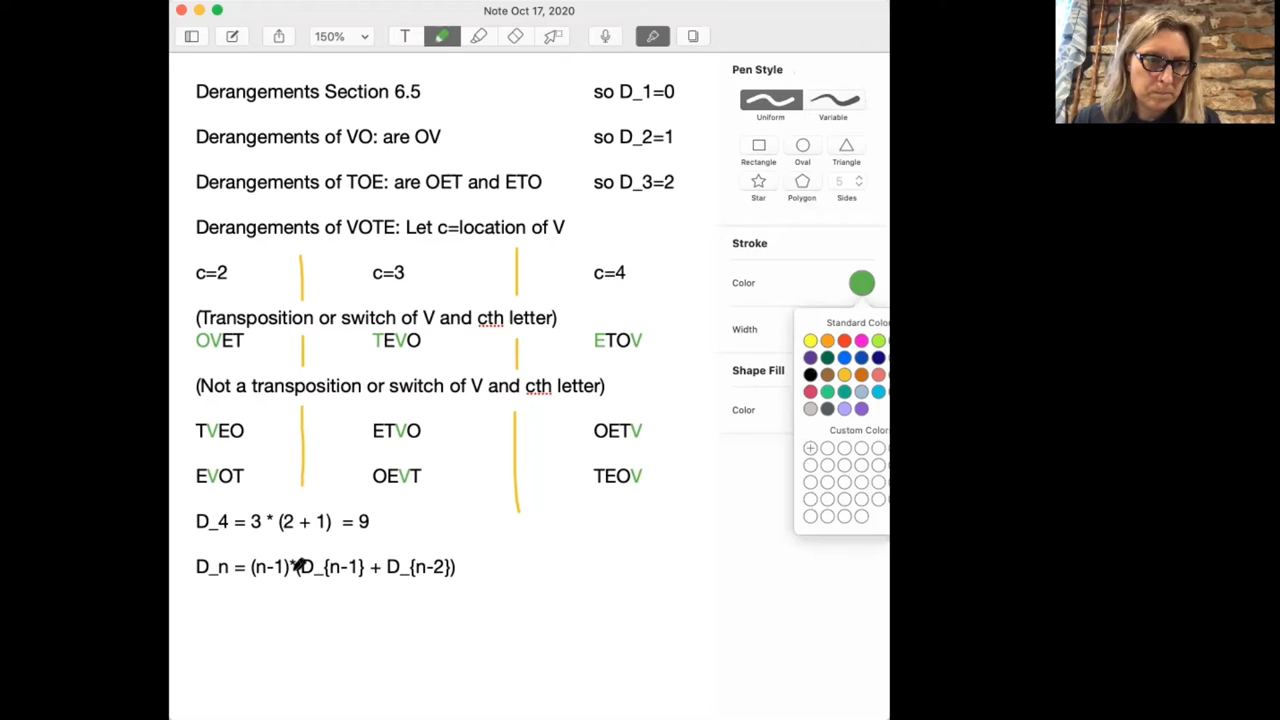 Note Oct 17, 2020
150%
T
Derangements Section 6.5 so D_1=0
Derangements of VO: are OV so D_2=1
Derangements of TOE: are OET and ETO so D_3=2
Derangements of VOTE: Let c=location of V
c=2 c=3 c=4
(Transposition or switch of V and cth letter)
OVET TEVO ETOV
(Not a transposition or switch of V and cth letter)
TVEO ETVO OETV
EVOT OEVT TEOV
D_4 = 3 * (2 + 1) = 9
D_n = (n-1)*(D_{n-1} + D_{n-2})
Pen Style
Uniform Variable
Rectangle Oval Triangle
5
Star Polygon Sides
Stroke
Color
Standard Colo
Width
Shape Fill
Color
Custom Color